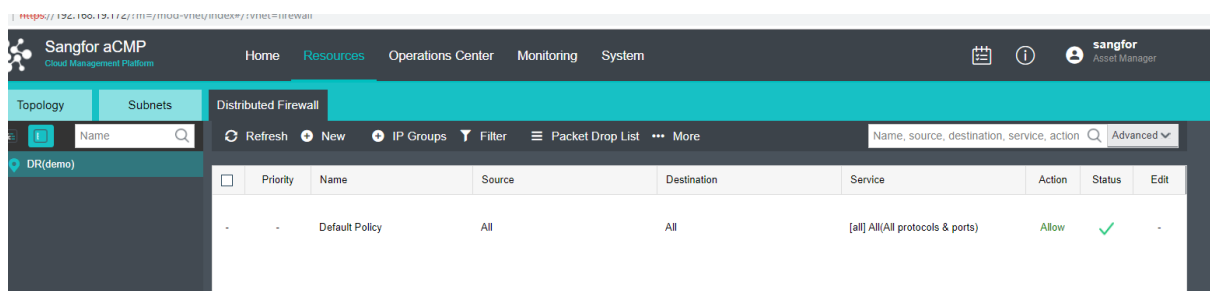 https://192.168.19.172/?m=/mod-vnet/index#/?vnet=firewall
Sangfor aCMP
Cloud Management Platform
Home Resources Operations Center Monitoring System
sangfor
Asset Manager
Topology Subnets Distributed Firewall
Name
Refresh New IP Groups Filter Packet Drop List ••• More
Name, source, destination, service, action Advanced
DR(demo)
Priority Name Source Destination Service Action Status Edit
- - Default Policy All All [all] All(All protocols & ports) Allow -